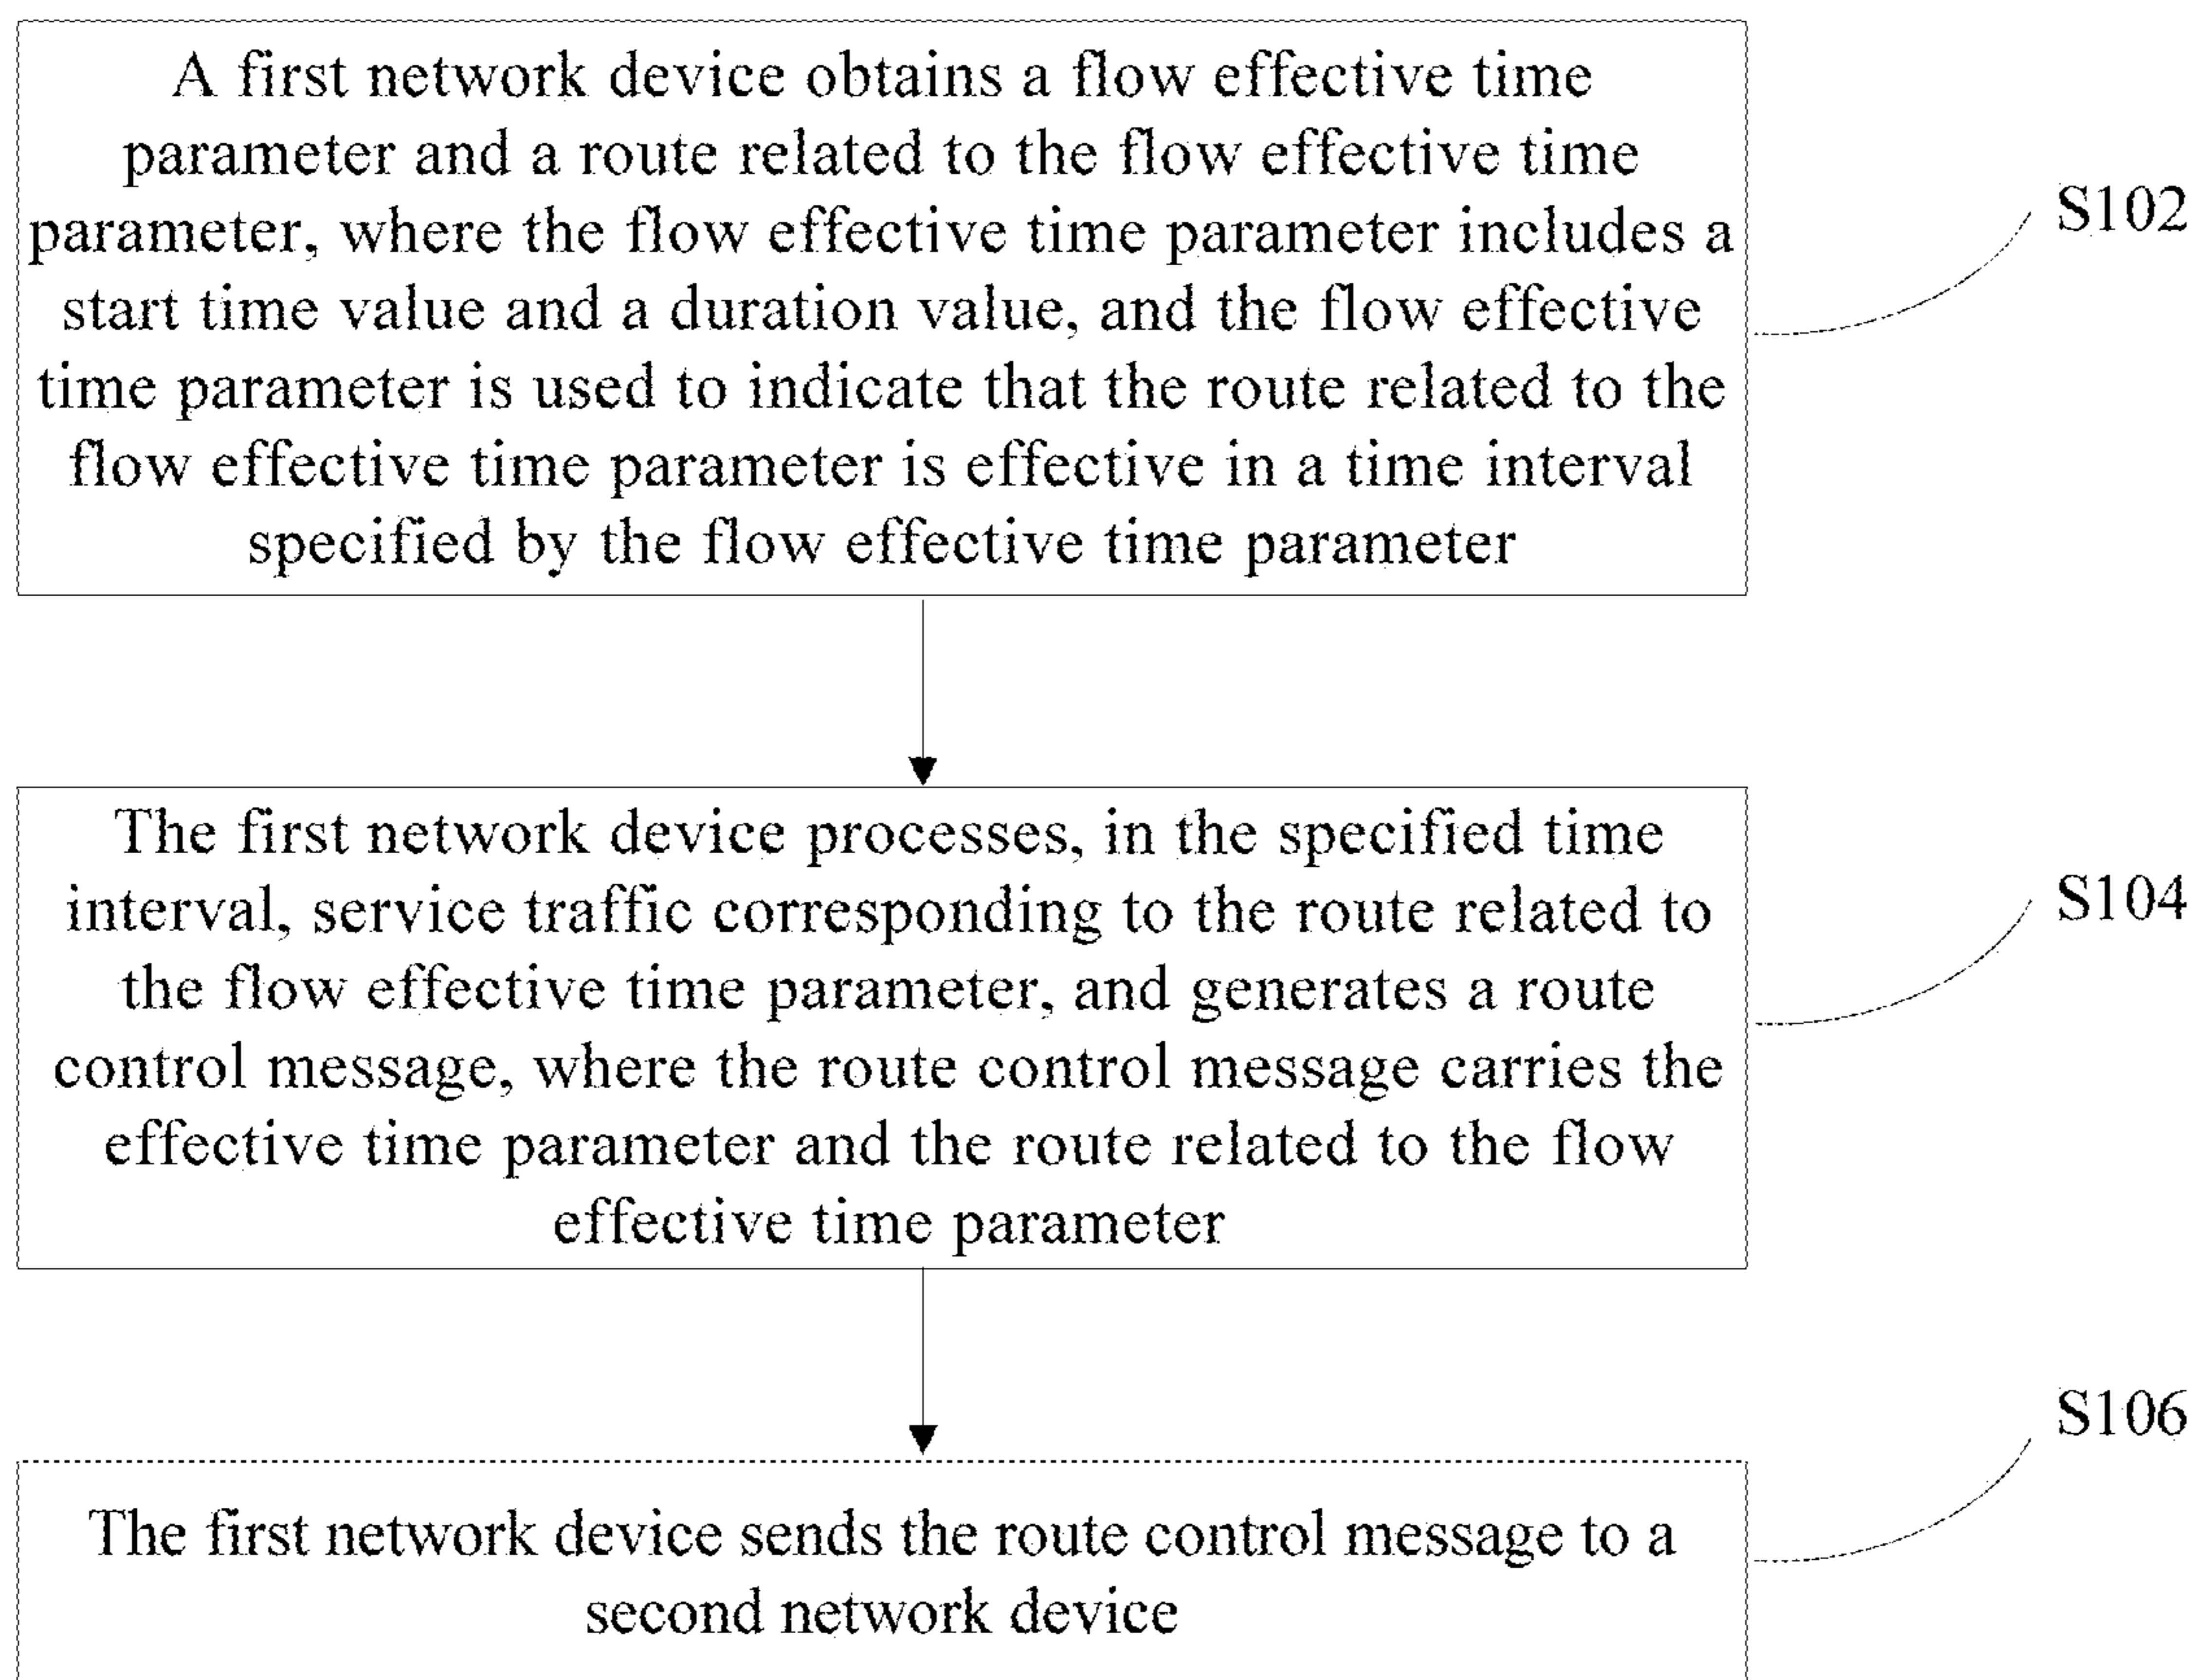 A first network device obtains a flow effective time
parameter and a route related to the flow effective time
parameter, where the flow effective time parameter includes a
start time value and a duration value, and the flow effective
time parameter is used to indicate that the route related to the
flow effective time parameter is effective in a time interval
specified by the flow effective time parameter
S102
The first network device processes, in the specified time
interval, service traffic corresponding to the route related to
the flow effective time parameter, and generates a route
control message, where the route control message carries the
effective time parameter and the route related to the flow
effective time parameter
S104
The first network device sends the route control message to a
second network device
S106